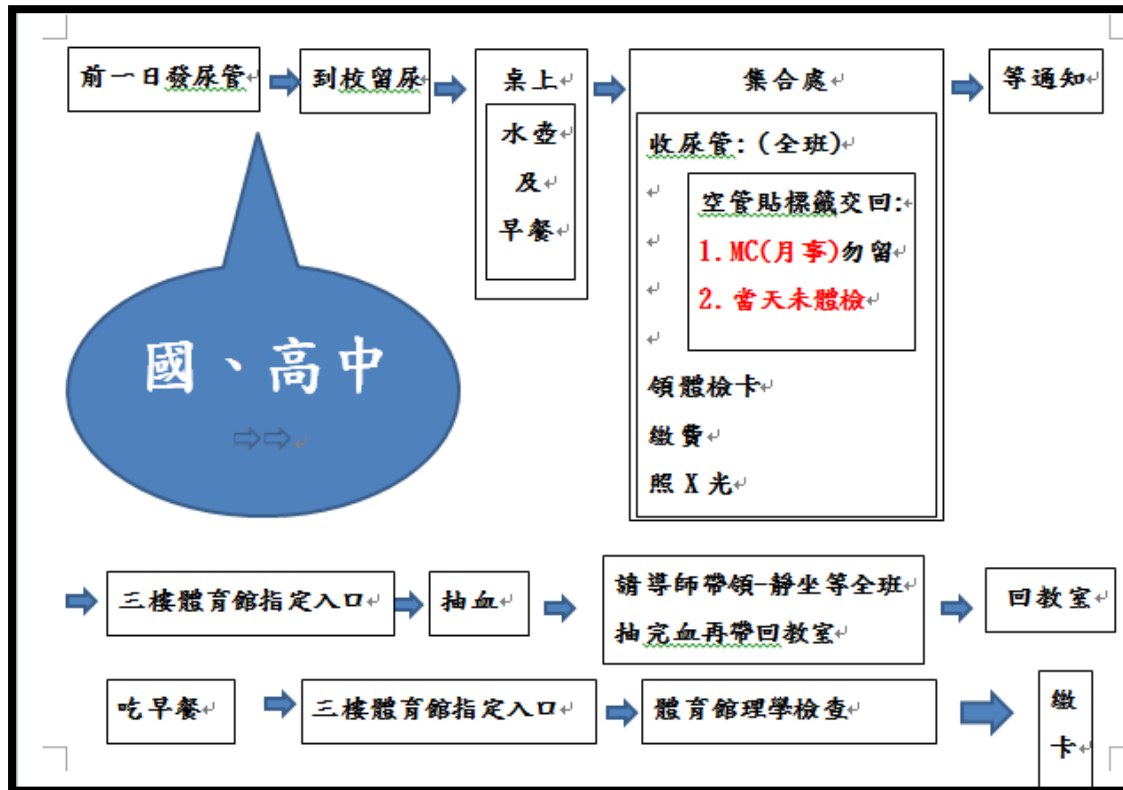 前一日發尿管
到校留尿
桌上
水壺
及
早餐
集合處
收尿管:(全班)
空管貼標籤交回:
1.MC(月事)勿留
2.當天未體檢
領體檢卡
繳費
照X光
等通知
國、高中
三樓體育館指定入口
抽血
請導師帶領-靜坐等全班
抽完血再帶回教室
回教室
吃早餐
三樓體育館指定入口
體育館理學檢查
繳
卡